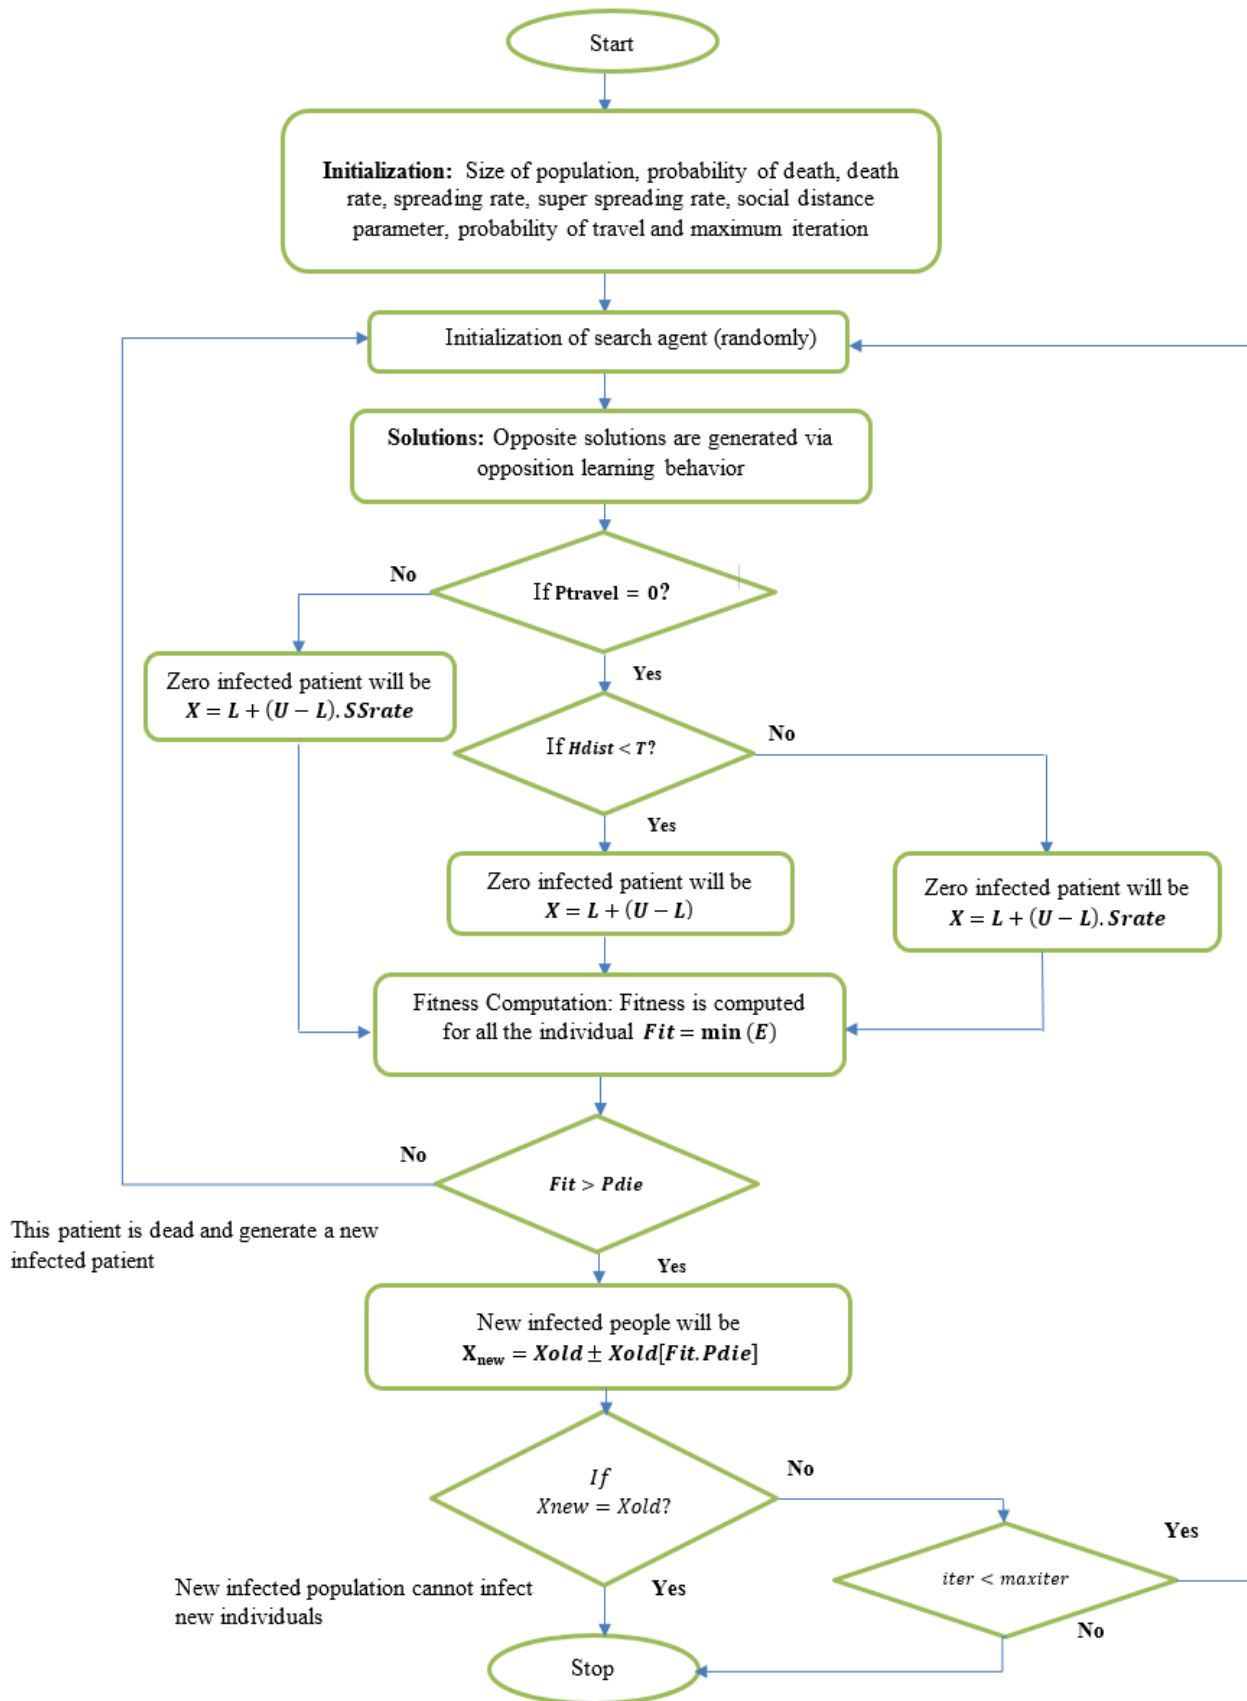 Start
Initialization: Size of population, probability of death, death
rate, spreading rate, super spreading rate, social distance
parameter, probability of travel and maximum iteration
Initialization of search agent (randomly)
Solutions: Opposite solutions are generated via
opposition learning behavior
No
If Ptravel = 0?
Yes
Zero infected patient will be
X = L + (U − L). SSrate
If Hdist < T?
No
Yes
Zero infected patient will be
X = L + (U − L)
Zero infected patient will be
X = L + (U − L). Srate
Fitness Computation: Fitness is computed
for all the individual Fit = min (E)
No
Fit > Pdie
This patient is dead and generate a new
infected patient
Yes
New infected people will be
Xnew = Xold ± Xold[Fit. Pdie]
If
Xnew = Xold?
No
Yes
iter < maxiter
New infected population cannot infect
new individuals
Yes
No
Stop